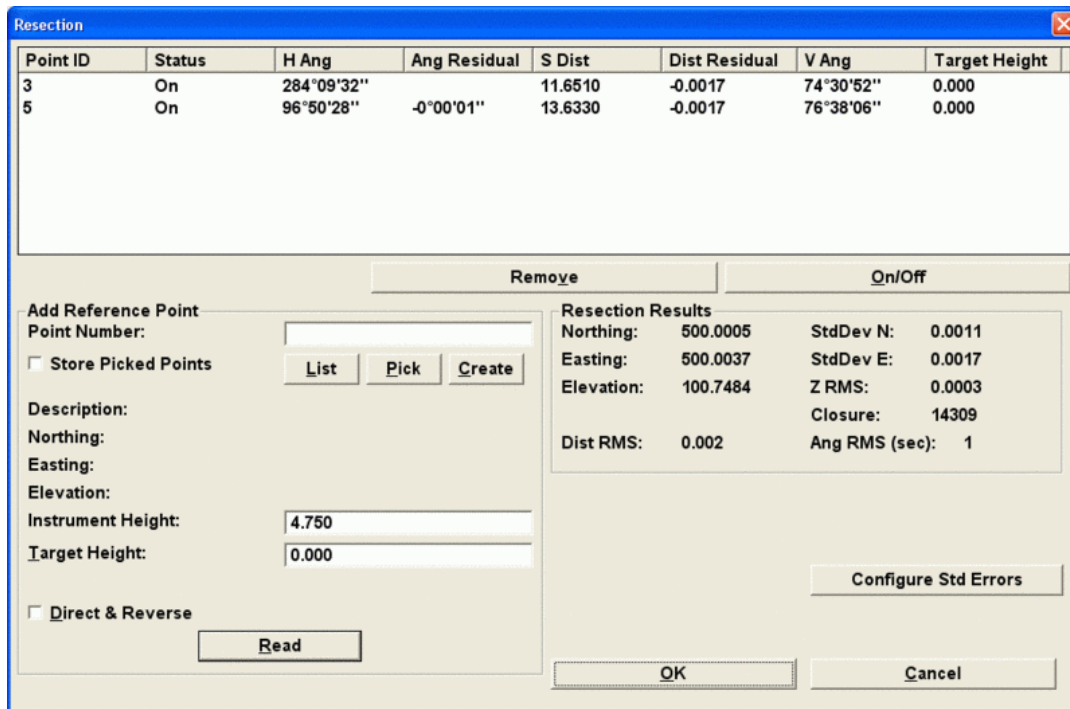 Resection
Point ID Status H Ang Ang Residual S Dist Dist Residual V Ang Target Height
3 On 284°09'32" 11.6510 -0.0017 74°30'52" 0.000
5 On 96°50'28" -0°00'01" 13.6330 -0.0017 76°38'06" 0.000
Remove On/Off
Add Reference Point
Point Number:
Store Picked Points List Pick Create
Description:
Northing:
Easting:
Elevation:
Instrument Height: 4.750
Target Height: 0.000
Direct & Reverse
Read
Resection Results
Northing: 500.0005 StdDev N: 0.0011
Easting: 500.0037 StdDev E: 0.0017
Elevation: 100.7484 Z RMS: 0.0003
Closure: 14309
Dist RMS: 0.002 Ang RMS (sec): 1
Configure Std Errors
OK Cancel